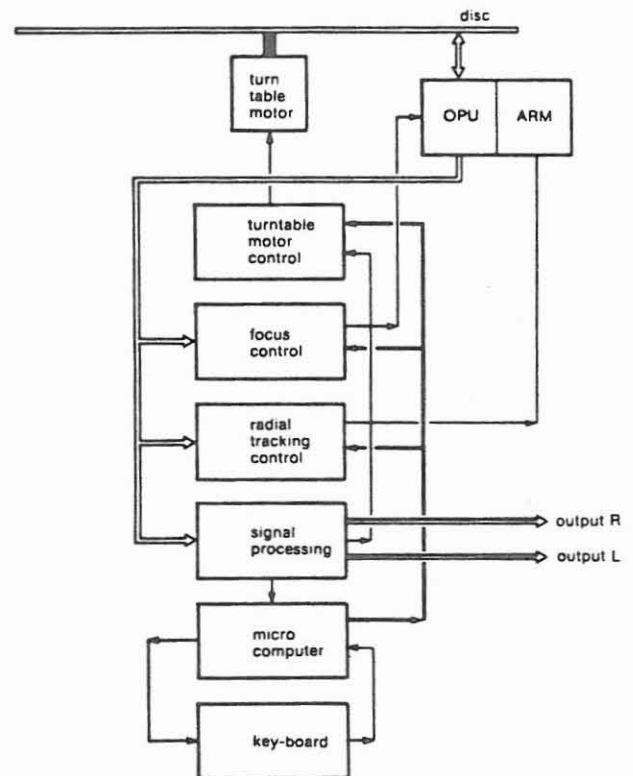 disc
turn
table
motor
OPU ARM
turntable
motor
control
focus
control
radial
tracking
control
signal
processing
output R
output L
micro
computer
key-board